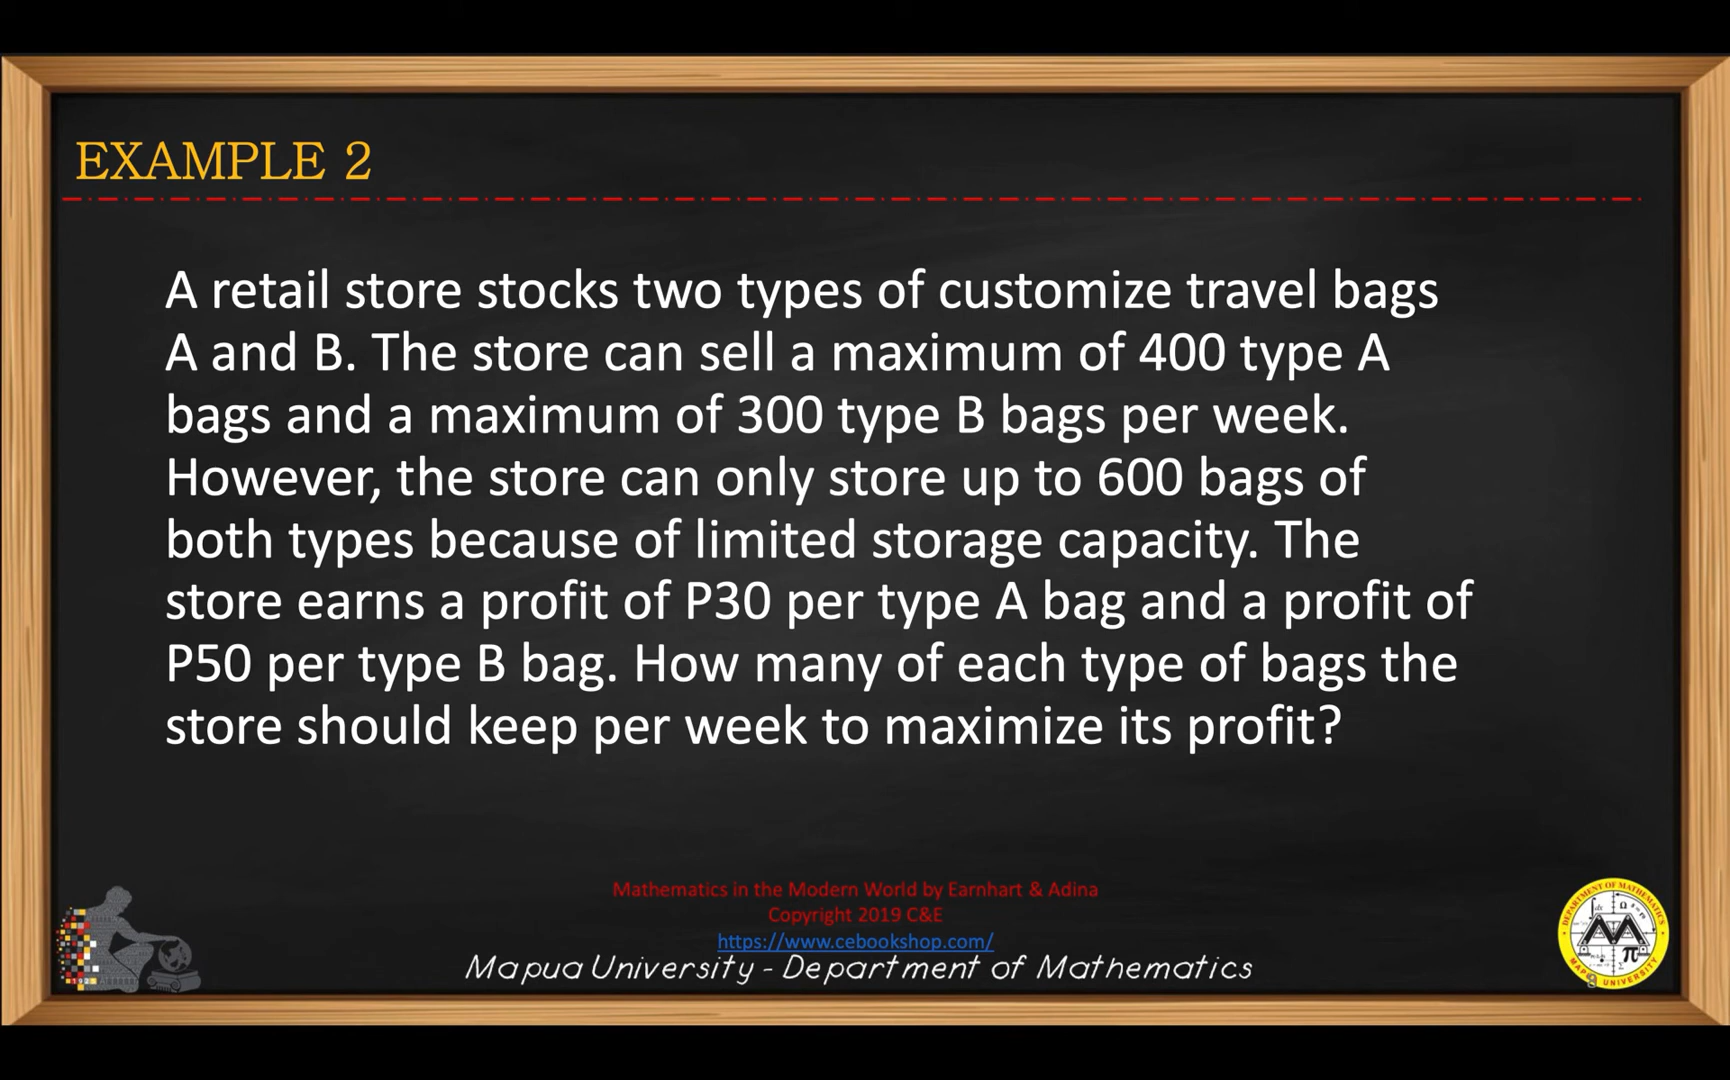 EXAMPLE 2
A retail store stocks two types of customize travel bags
A and B. The store can sell a maximum of 400 type A
bags and a maximum of 300 type B bags per week.
However, the store can only store up to 600 bags of
both types because of limited storage capacity. The
store earns a profit of P30 per type A bag and a profit of
P50 per type B bag. How many of each type of bags the
store should keep per week to maximize its profit?
Mathematics in the Modern World by Earnhart & Adina
Copyright 2019 C&E
https://www.cebookshop.com/
Mapua University - Department of Mathematics
DEPARTMENT OF MATHEMATICS
UNIVERSITY